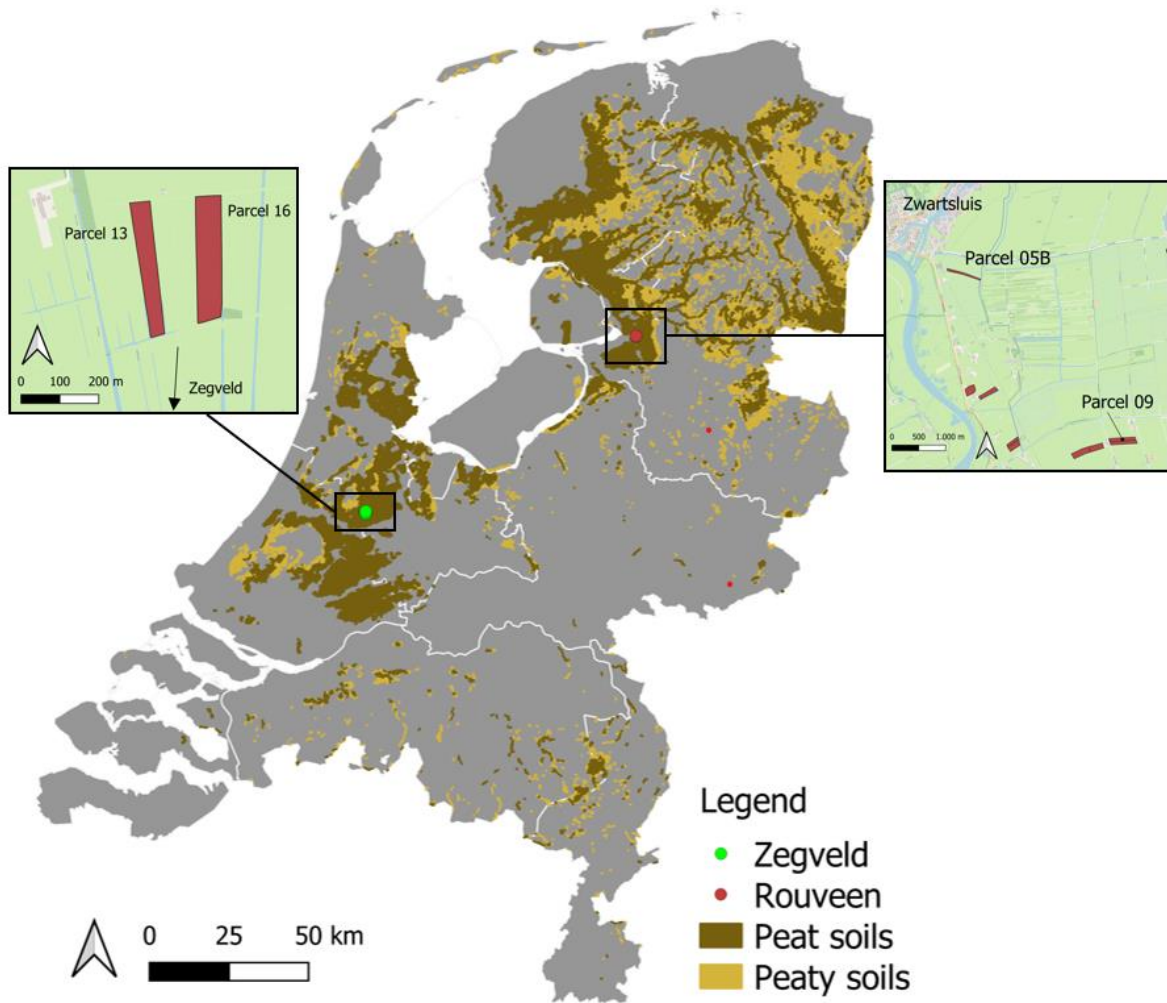 Parcel 16
Parcel 13
0 100 200 m
Zegveld
Zwartsluis
Parcel 05B
Parcel 09
0 500 1.000 m
Legend
Zegveld
Rouveen
Peat soils
Peaty soils
0 25 50 km